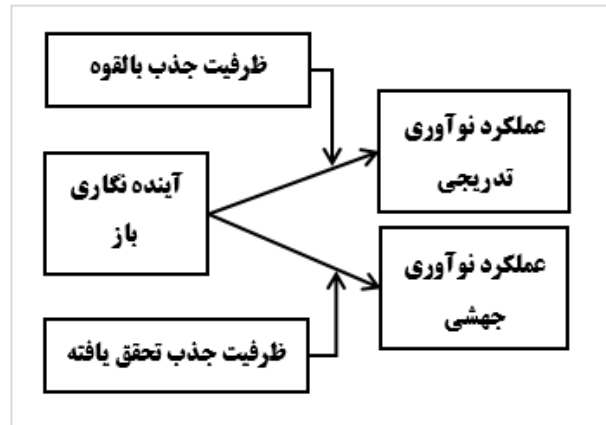 ظرفیت جذب بالقوه
عملکرد نوآوری
تدریجی
آینده نگاری
باز
عملکرد نوآوری
جهشی
ظرفیت جذب تحقق یافته